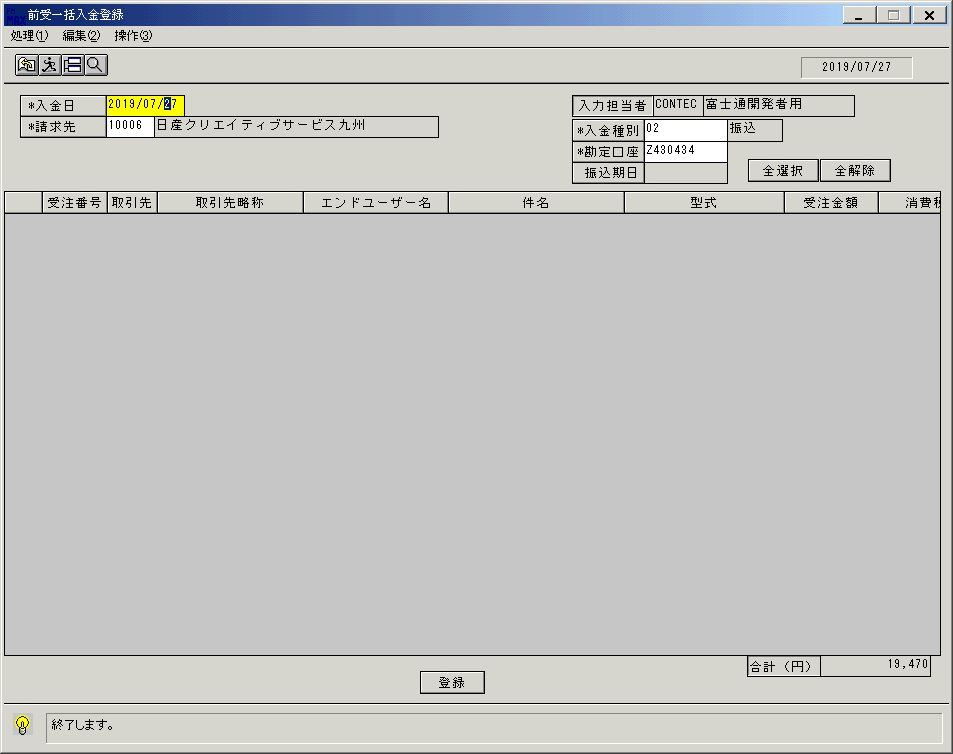 前受一括入金登録
処理(1) 編集(2) 操作(3)
2019/07/27
*入金日 2019/07/27
*請求先 10006 日産クリエイティブサービス九州
入力担当者 CONTEC 富士通開発者用
*入金種別 02 振込
*勘定口座 Z430434
振込期日
全選択 全解除
受注番号 取引先 取引先略称 エンドユーザー名 件名 型式 受注金額 消費税
合計（円） 19,470
登録
終了します。